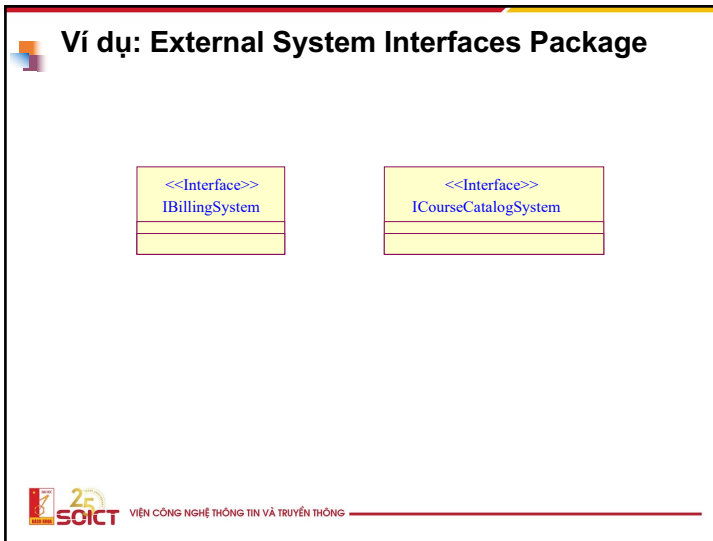 Ví dụ: External System Interfaces Package
<<Interface>>
IBillingSystem
<<Interface>>
ICourseCatalogSystem
25
SOICT
VIỆN CÔNG NGHỆ THÔNG TIN VÀ TRUYỀN THÔNG